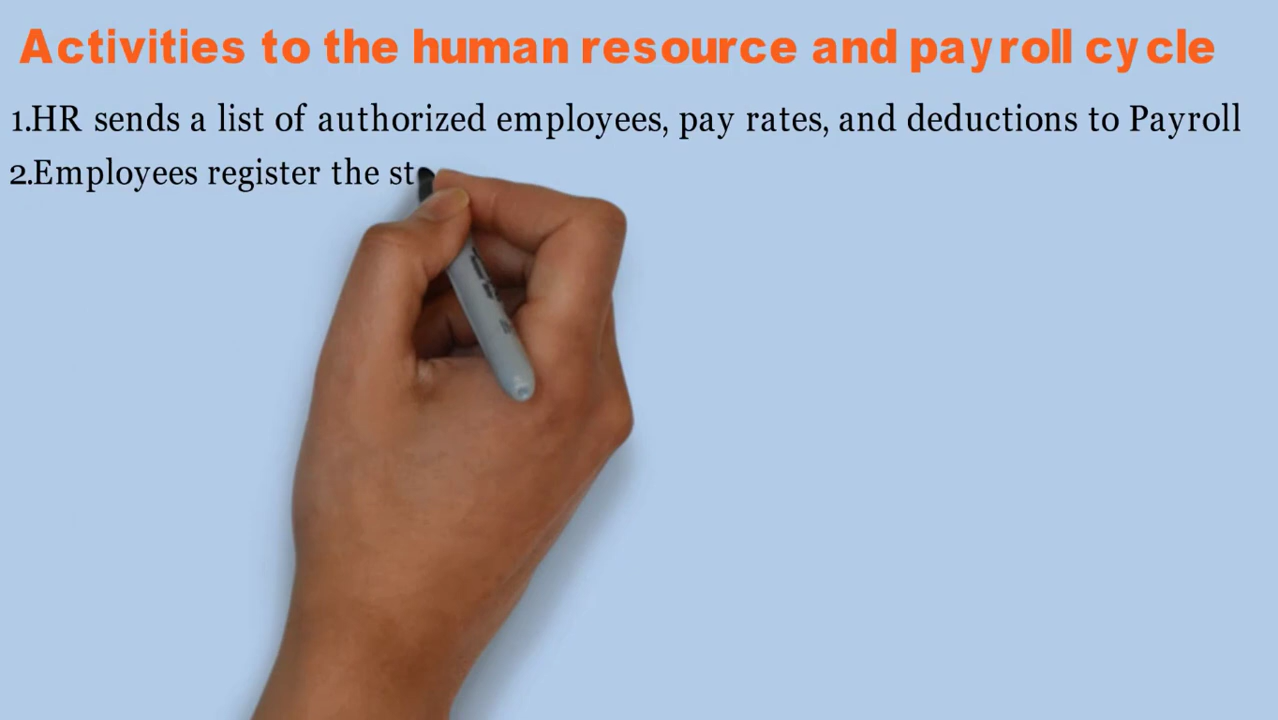 Activities to the human resource and payroll cycle
1.HR sends a list of authorized employees, pay rates, and deductions to Payroll
2.Employees register the st